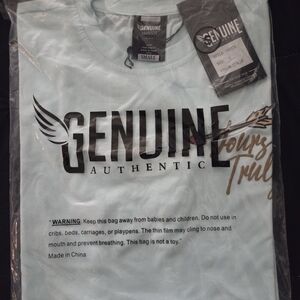 GENUINE
SMALL
GENUINE
GENUINE
AUTHENTIC
Yours
Truly
"WARNING: Keep this bag away from babies and children. Do not use in
cribs, beds, carriages, or playpens. The thin film may cling to nose and
mouth and prevent breathing. This bag is not a toy."
Made in China